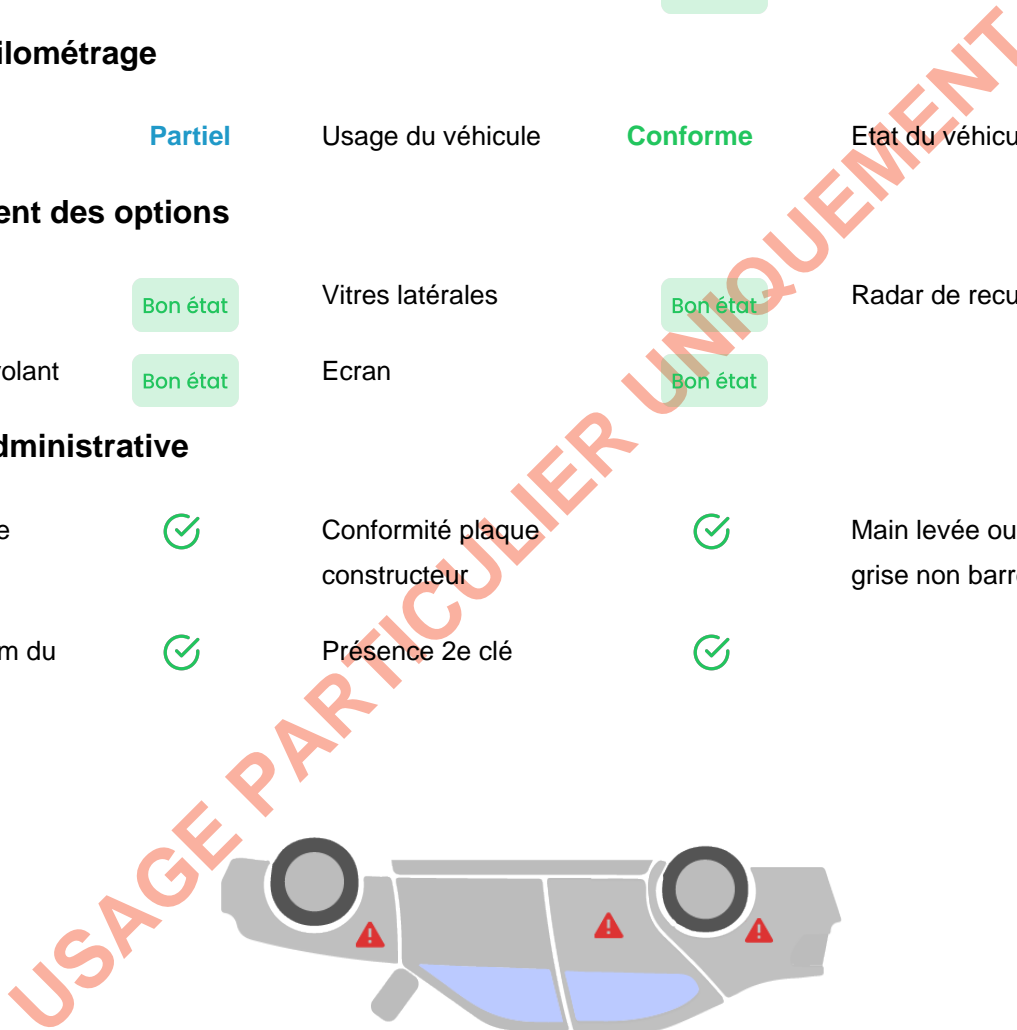 ilométrage
Partiel Usage du véhicule Conforme Etat du véhicu
ent des options
Bon état Vitres latérales Bon état Radar de recu
olant Bon état Ecran Bon état
dministrative
e Conformité plaque Main levée ou
constructeur grise non barr
m du Présence 2e clé
USAGE PARTICULIER UNIQUEMENT